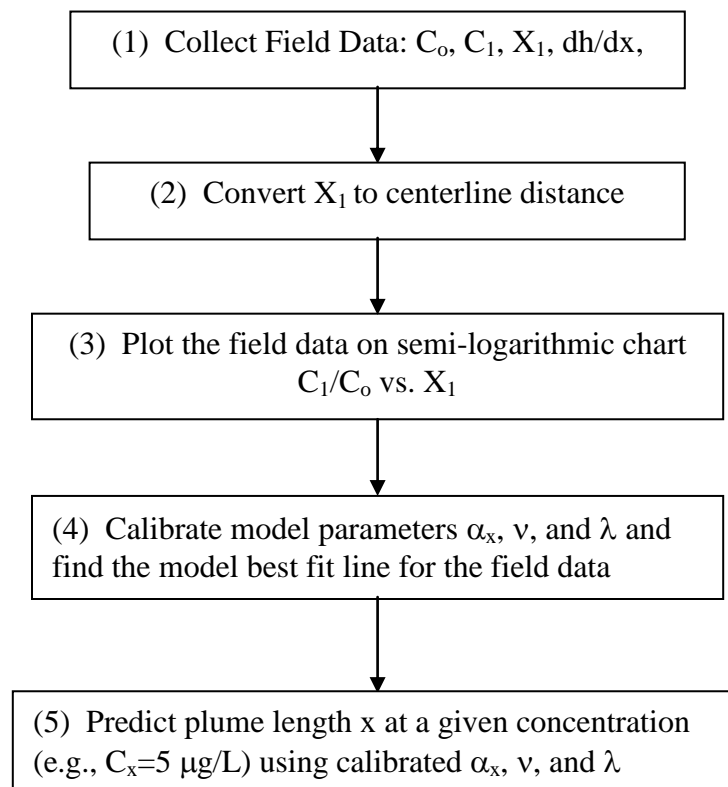 (1) Collect Field Data: Cₒ, C₁, X₁, dh/dx,
(2) Convert X₁ to centerline distance
(3) Plot the field data on semi-logarithmic chart
C₁/Cₒ vs. X₁
(4) Calibrate model parameters αₓ, ν, and λ and
find the model best fit line for the field data
(5) Predict plume length x at a given concentration
(e.g., Cₓ=5 μg/L) using calibrated αₓ, ν, and λ